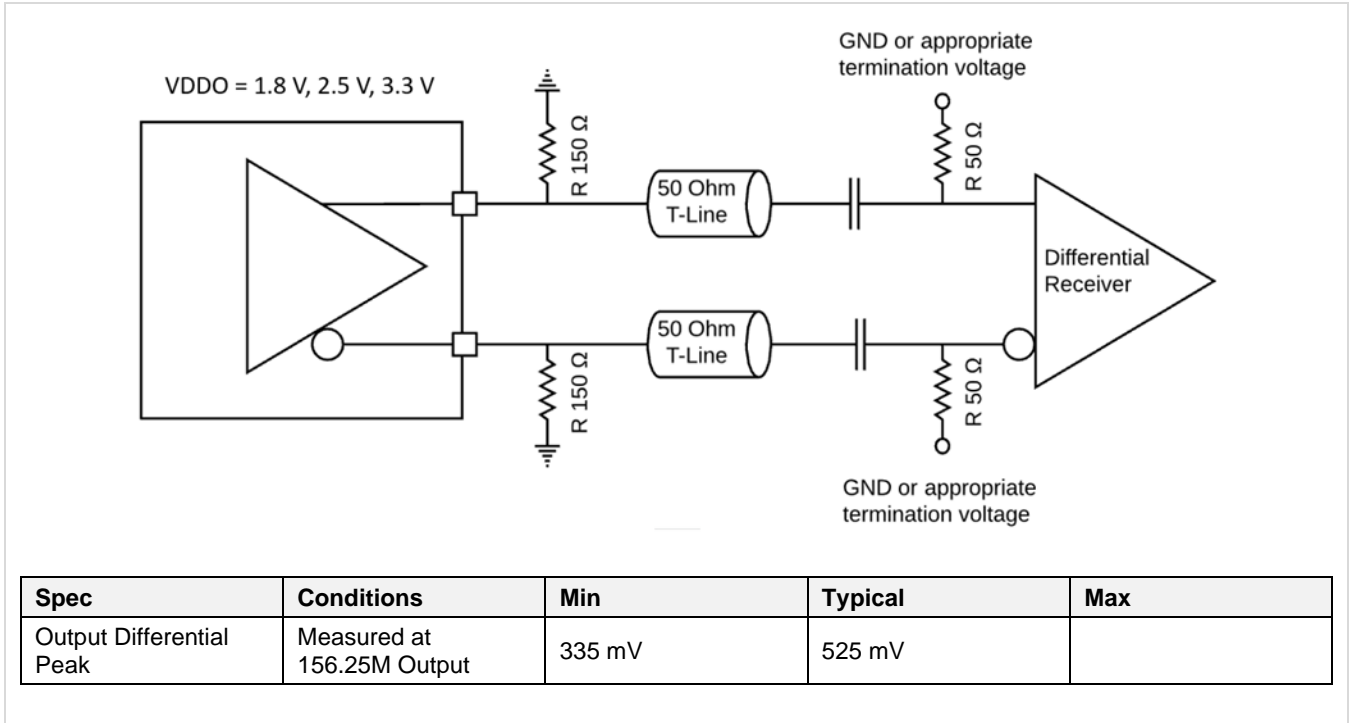 GND or appropriate
termination voltage
VDDO = 1.8 V, 2.5 V, 3.3 V
R 150 Ω
R 50 Ω
50 Ohm
T-Line
Differential
Receiver
50 Ohm
T-Line
R 150 Ω
R 50 Ω
GND or appropriate
termination voltage
Spec Conditions Min Typical Max
Output Differential
Peak
Measured at
156.25M Output
335 mV
525 mV